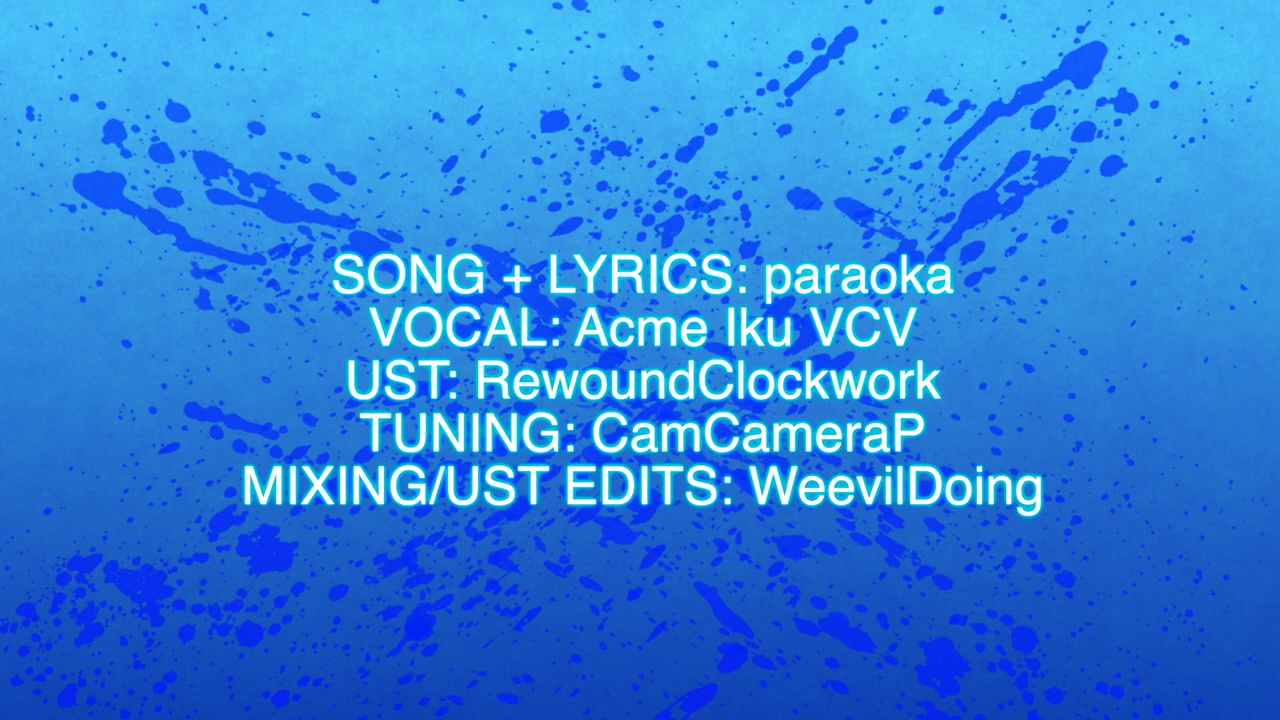 SONG + LYRICS: paraoka
VOCAL: Acme Iku VCV
UST: RewoundClockwork
TUNING: CamCameraP
MIXING/UST EDITS: WeevilDoing